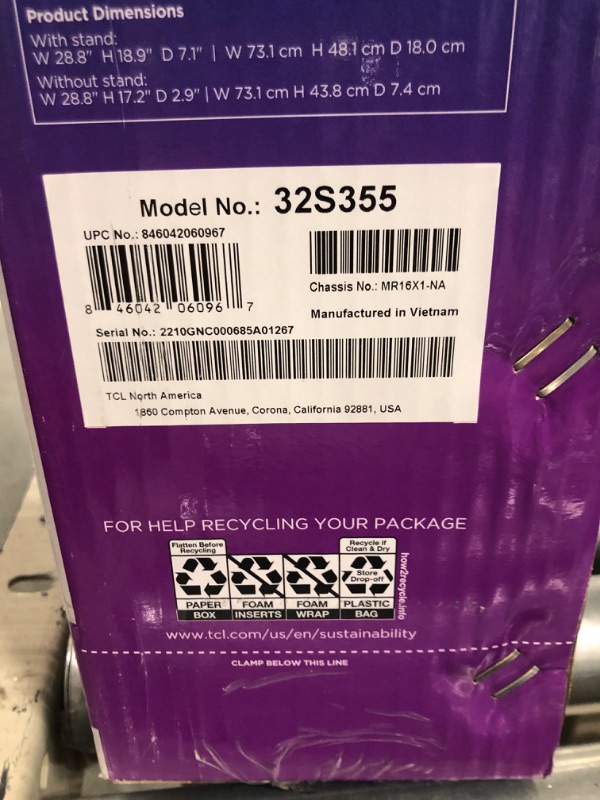 Product Dimensions
With stand:
W 28.8" H 18.9" D 7.1" | W 73.1 cm H 48.1 cm D 18.0 cm
Without stand:
W 28.8" H 17.2" D 2.9" | W 73.1 cm H 43.8 cm D 7.4 cm
Model No.: 32S355
UPC No.: 846042060967
8 46042 06096 7
Chassis No.: MR16X1-NA
Manufactured in Vietnam
Serial No.: 2210GNC000685A01267
TCL North America
1860 Compton Avenue, Corona, California 92881, USA
FOR HELP RECYCLING YOUR PACKAGE
Flatten Before
Recycling
Recycle if
Clean & Dry
Store
Drop-off
PAPER FOAM FOAM PLASTIC
BOX INSERTS WRAP BAG
how2recycle.info
www.tcl.com/us/en/sustainability
CLAMP BELOW THIS LINE